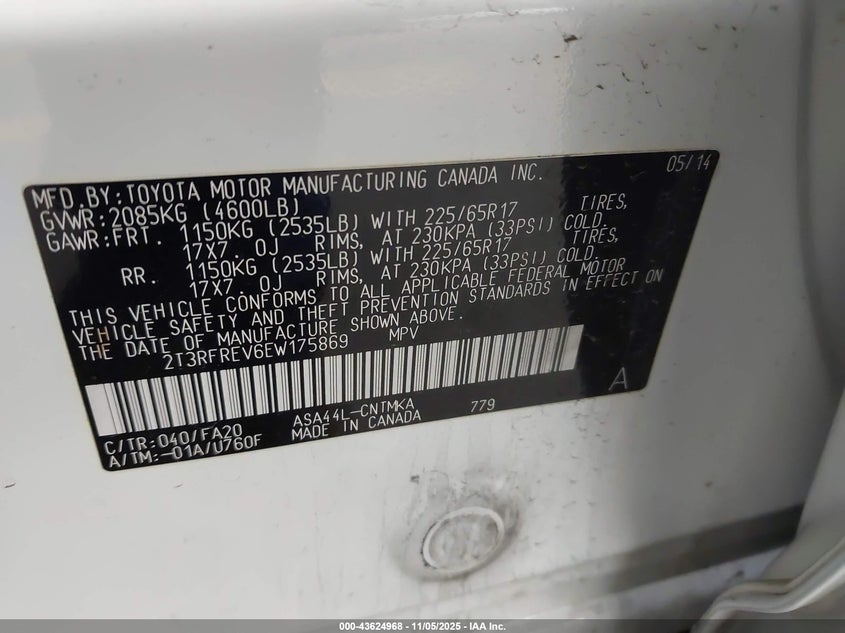 05/14
MFD.BY:TOYOTA MOTOR MANUFACTURING CANADA INC.
GVWR:2085KG (4600LB)
GAWR:FRT. 1150KG (2535LB) WITH 225/65R17 TIRES,
17X7.0J RIMS, AT 230KPA (33PSI) COLD.
RR. 1150KG (2535LB) WITH 225/65R17 TIRES,
17X7.0J RIMS, AT 230KPA (33PSI) COLD.
THIS VEHICLE CONFORMS TO ALL APPLICABLE FEDERAL MOTOR
VEHICLE SAFETY AND THEFT PREVENTION STANDARDS IN EFFECT ON
THE DATE OF MANUFACTURE SHOWN ABOVE.
2T3RFREV6EW175869 MPV
A
C/TR:040/FA20 ASA44L-CNTMKA 779
A/TM:-01A/U760F MADE IN CANADA
000-43624968 - 11/05/2025 - IAA Inc.